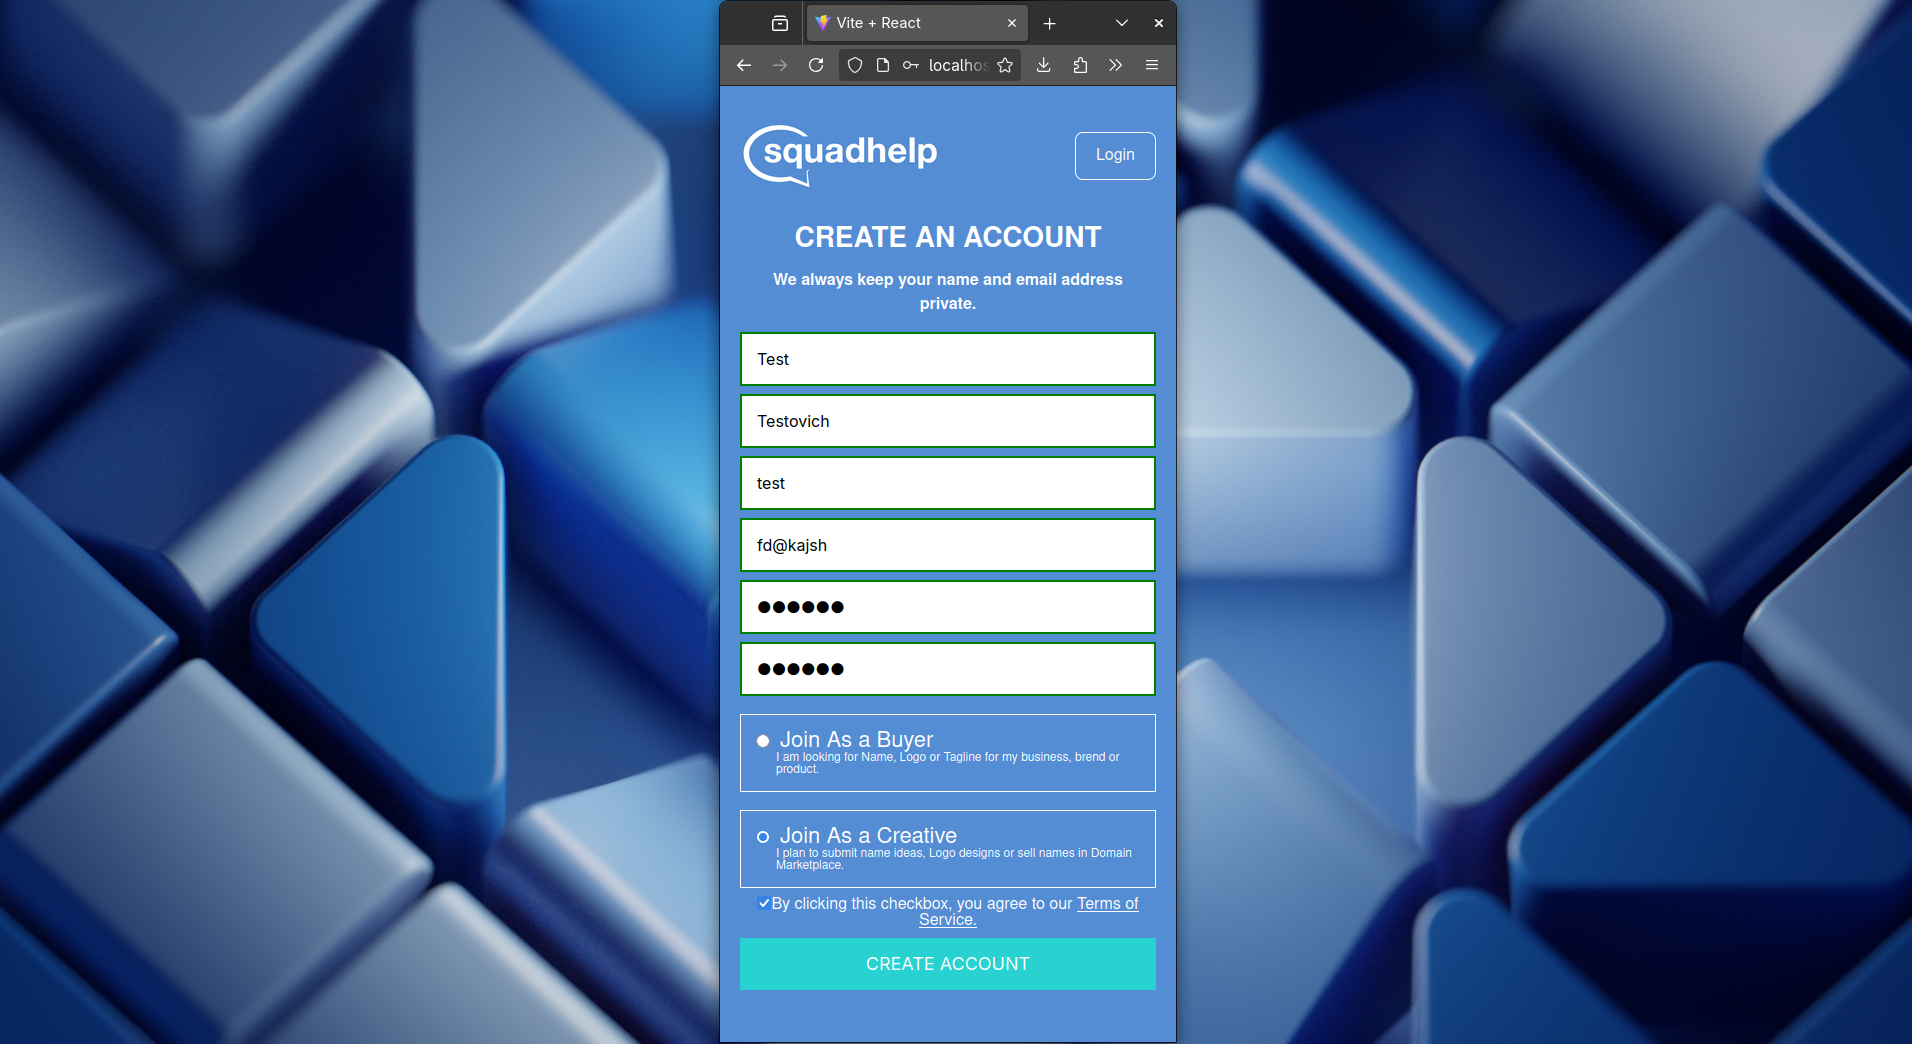 Vite + React
localhos
squadhelp
Login
CREATE AN ACCOUNT
We always keep your name and email address
private.
Test
Testovich
test
fd@kajsh
●●●●●●
●●●●●●
Join As a Buyer
I am looking for Name, Logo or Tagline for my business, brend or
product.
Join As a Creative
I plan to submit name ideas, Logo designs or sell names in Domain
Marketplace.
By clicking this checkbox, you agree to our Terms of
Service.
CREATE ACCOUNT